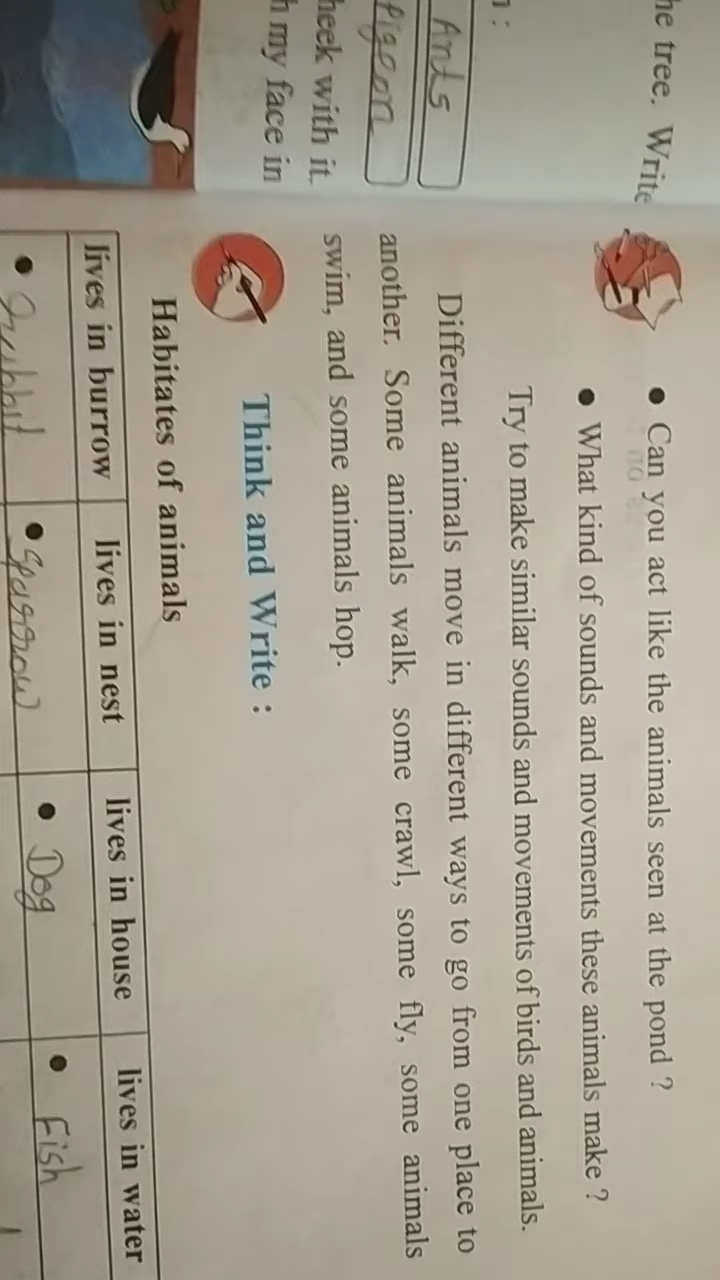 he tree. Write
:
Ants
pigeon
heek with it.
h my face in
• Can you act like the animals seen at the pond ?
• What kind of sounds and movements these animals make ?
Try to make similar sounds and movements of birds and animals.
Different animals move in different ways to go from one place to
another. Some animals walk, some crawl, some fly, some animals
swim, and some animals hop.
Think and Write :
Habitates of animals
lives in burrow lives in nest lives in house lives in water
• • Sparrow • Dog • Fish